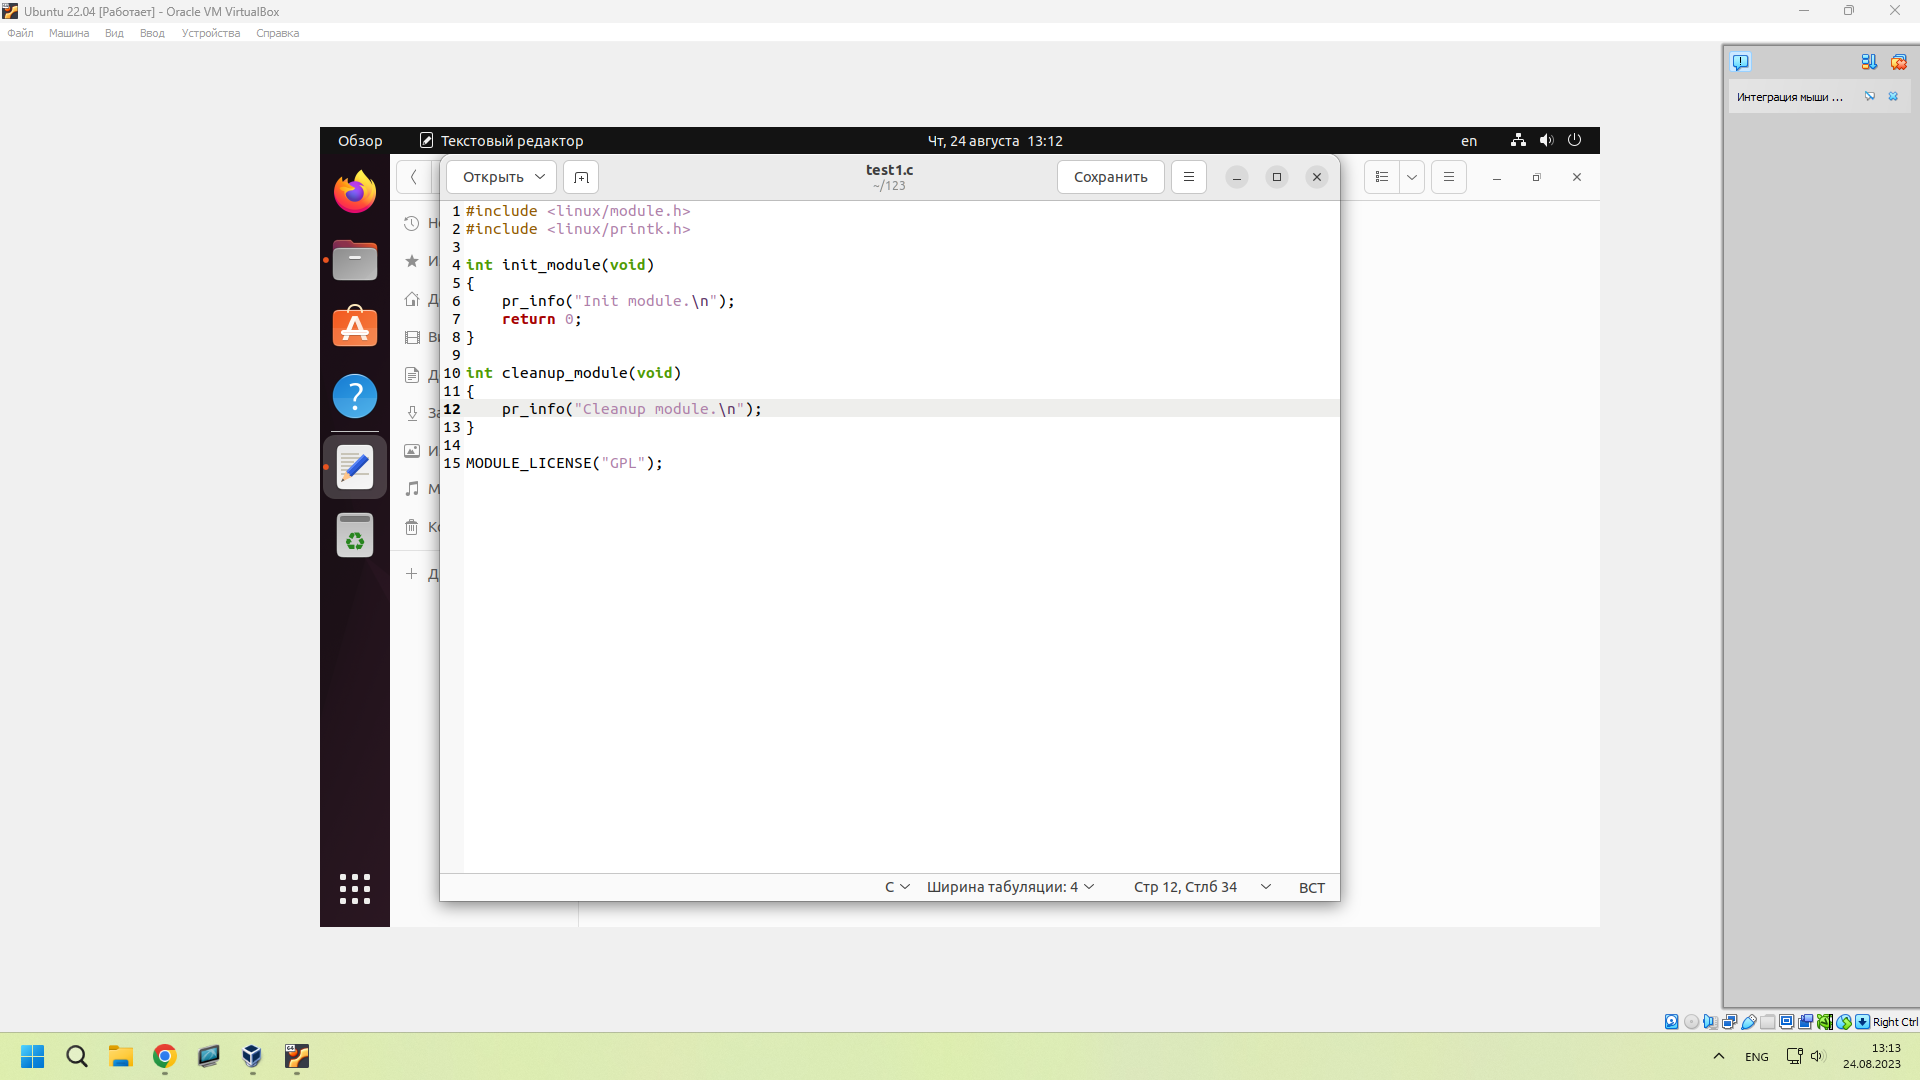 Ubuntu 22.04 [Работает] - Oracle VM VirtualBox
Файл Машина Вид Ввод Устройства Справка
Интеграция мыши ...
Обзор Текстовый редактор Чт, 24 августа 13:12 en
Открыть test1.c Сохранить
~/123
1 #include <linux/module.h>
2 #include <linux/printk.h>
3
4 int init_module(void)
5 {
6     pr_info("Init module.\n");
7     return 0;
8 }
9
10 int cleanup_module(void)
11 {
12     pr_info("Cleanup module.\n");
13 }
14
15 MODULE_LICENSE("GPL");
C Ширина табуляции: 4 Стр 12, Стлб 34 ВСТ
Right Ctrl
ENG 13:13
24.08.2023